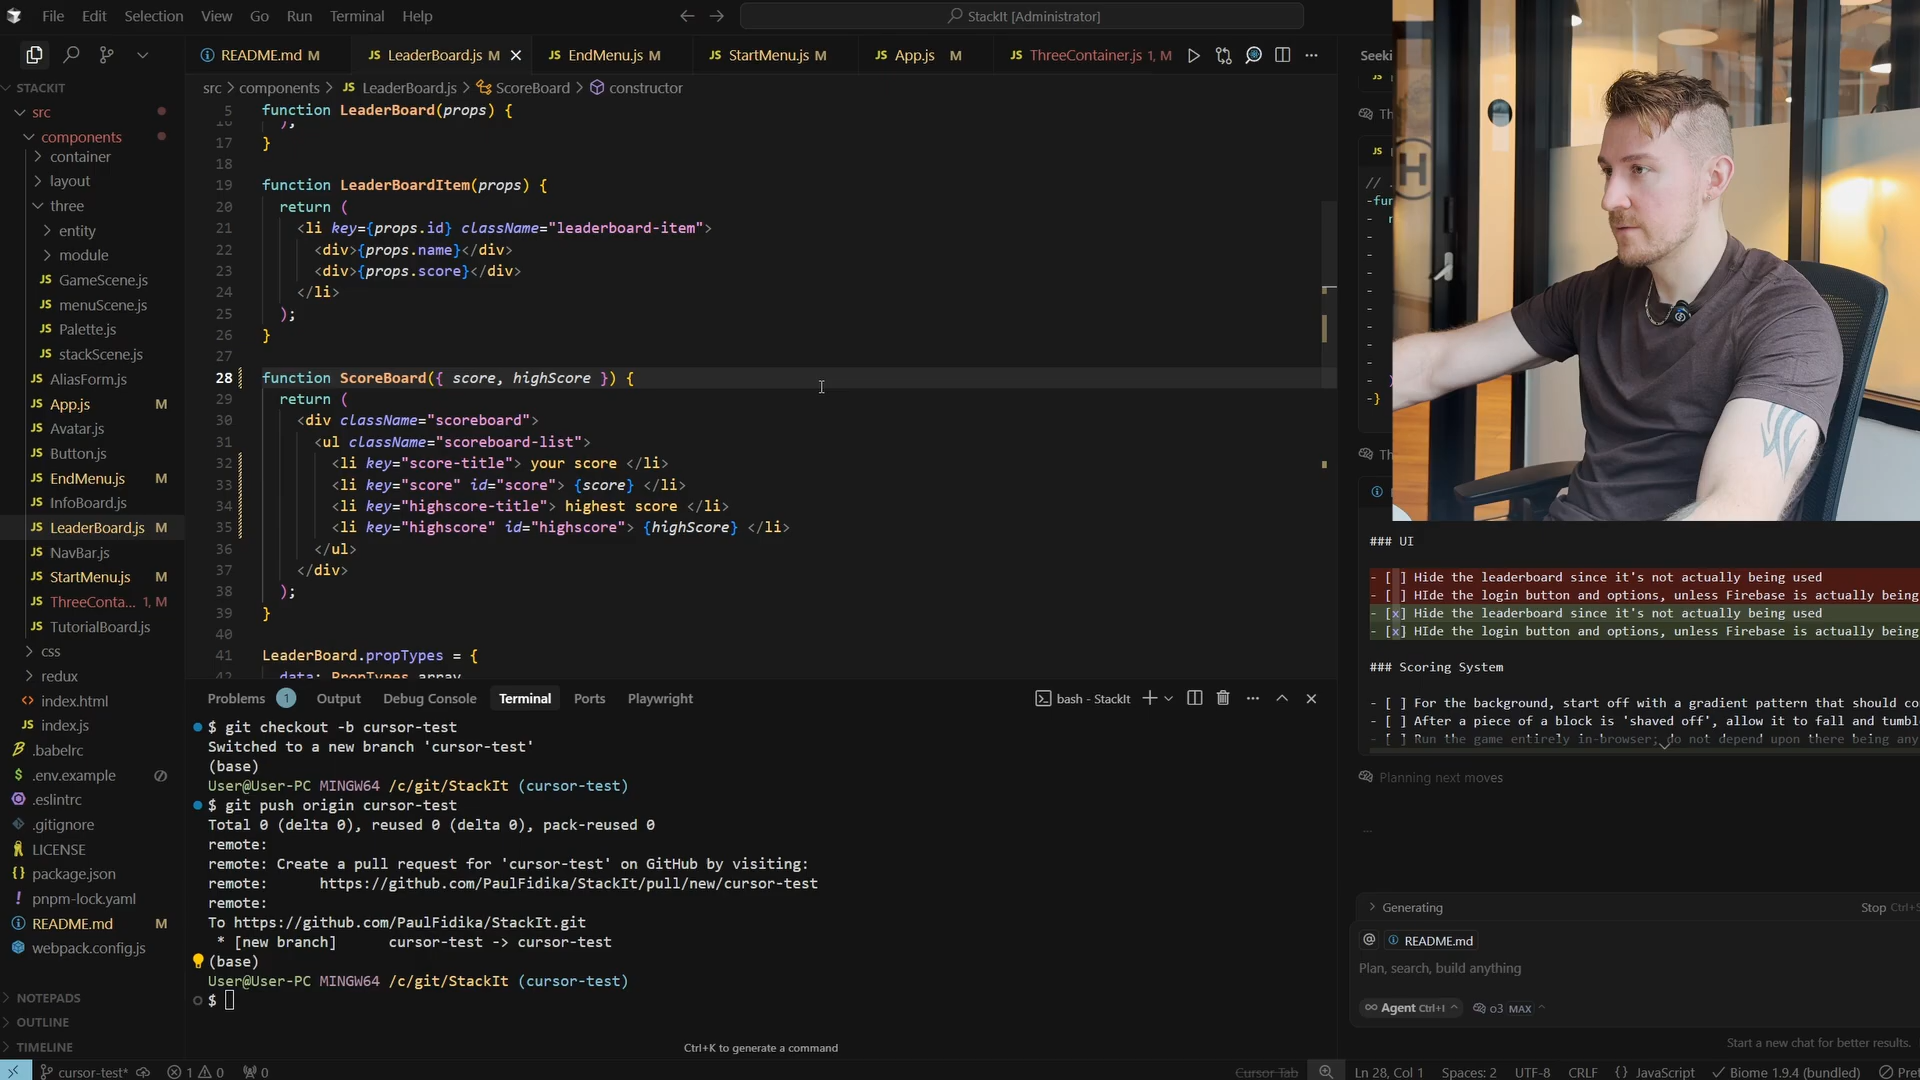 File Edit Selection View Go Run Terminal Help
StackIt [Administrator]
README.md M
LeaderBoard.js M
EndMenu.js M
StartMenu.js M
App.js M
ThreeContainer.js 1, M
src > components > JS LeaderBoard.js > ScoreBoard > constructor
STACKIT
src
components
container
layout
three
entity
module
JS GameScene.js
JS menuScene.js
JS Palette.js
JS stackScene.js
JS AliasForm.js
JS App.js M
JS Avatar.js
JS Button.js
JS EndMenu.js M
JS InfoBoard.js
JS LeaderBoard.js M
JS NavBar.js
JS StartMenu.js M
JS ThreeConta... 1, M
JS TutorialBoard.js
css
redux
index.html
JS index.js
.babelrc
$ .env.example
.eslintrc
.gitignore
LICENSE
package.json
pnpm-lock.yaml
README.md M
webpack.config.js
NOTEPADS
OUTLINE
TIMELINE
5 function LeaderBoard(props) {
16 );
17 }
18
19 function LeaderBoardItem(props) {
20 return (
21 <li key={props.id} className="leaderboard-item">
22 <div>{props.name}</div>
23 <div>{props.score}</div>
24 </li>
25 );
26 }
27
28 function ScoreBoard({ score, highScore }) {
29 return (
30 <div className="scoreboard">
31 <ul className="scoreboard-list">
32 <li key="score-title"> your score </li>
33 <li key="score" id="score"> {score} </li>
34 <li key="highscore-title"> highest score </li>
35 <li key="highscore" id="highscore"> {highScore} </li>
36 </ul>
37 </div>
38 );
39 }
40
41 LeaderBoard.propTypes = {
42 data: PropTypes.array
Problems 1 Output Debug Console Terminal Ports Playwright
bash - StackIt
$ git checkout -b cursor-test
Switched to a new branch 'cursor-test'
(base)
User@User-PC MINGW64 /c/git/StackIt (cursor-test)
$ git push origin cursor-test
Total 0 (delta 0), reused 0 (delta 0), pack-reused 0
remote:
remote: Create a pull request for 'cursor-test' on GitHub by visiting:
remote: https://github.com/PaulFidika/StackIt/pull/new/cursor-test
remote:
To https://github.com/PaulFidika/StackIt.git
* [new branch] cursor-test -> cursor-test
(base)
User@User-PC MINGW64 /c/git/StackIt (cursor-test)
$
Ctrl+K to generate a command
H
### UI
- [ ] Hide the leaderboard since it's not actually being used
- [ ] HIde the login button and options, unless Firebase is actually being
- [x] Hide the leaderboard since it's not actually being used
- [x] HIde the login button and options, unless Firebase is actually being
### Scoring System
- [ ] For the background, start off with a gradient pattern that should
- [ ] After a piece of a block is 'shaved off', allow it to fall and
- [ ] Run the game entirely in-browser; do not depend upon there being any
Planning next moves
...
Generating
Stop
@ README.md
Plan, search, build anything
Agent Ctrl+I
o3 MAX
Start a new chat for better results.
cursor-test* 1 0 0
Cursor Tab
Ln 28, Col 1 Spaces: 2 UTF-8 CRLF {} JavaScript Biome 1.9.4 (bundled)